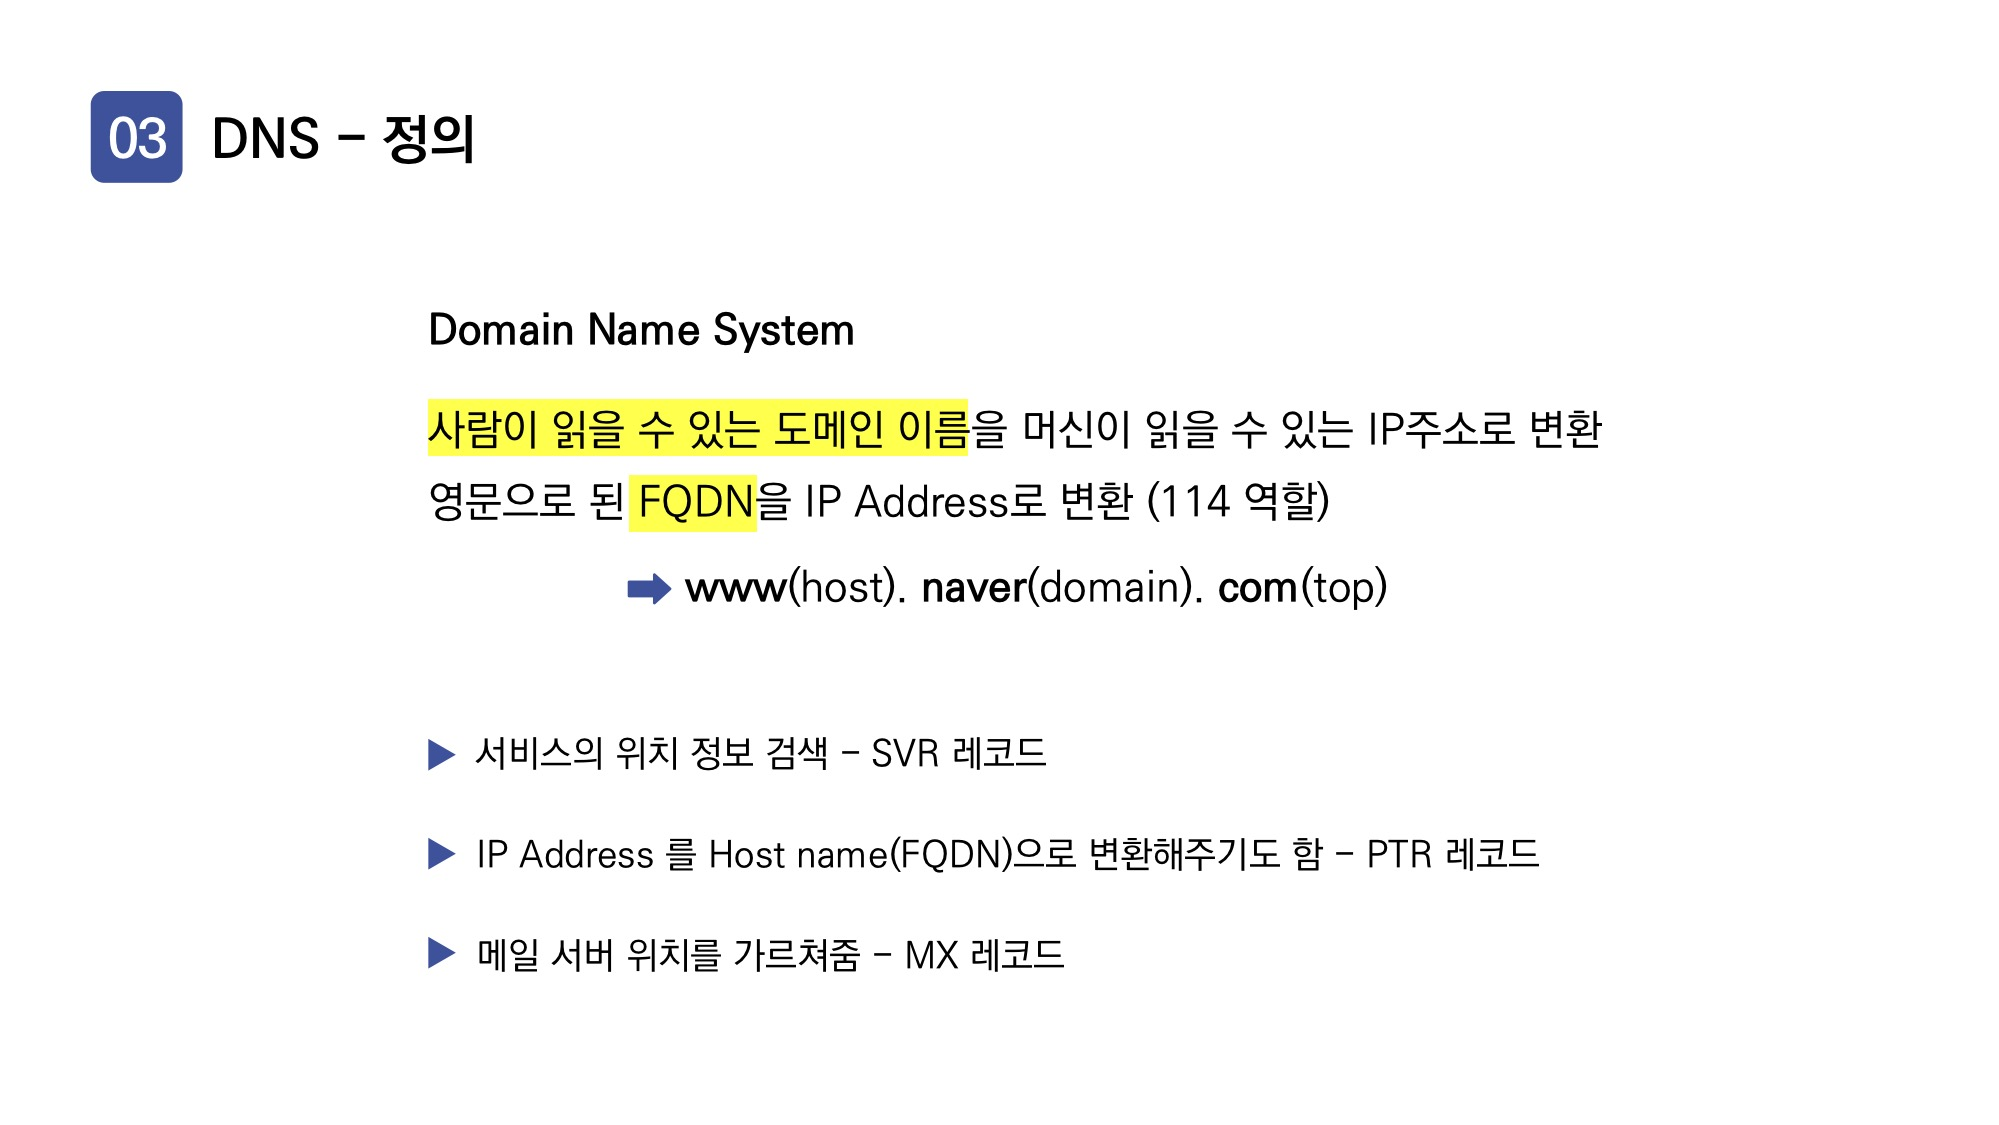 03 DNS – 정의
Domain Name System
사람이 읽을 수 있는 도메인 이름을 머신이 읽을 수 있는 IP주소로 변환
영문으로 된 FQDN을 IP Address로 변환 (114 역할)
www(host). naver(domain). com(top)
서비스의 위치 정보 검색 – SVR 레코드
IP Address 를 Host name(FQDN)으로 변환해주기도 함 – PTR 레코드
메일 서버 위치를 가르쳐줌 – MX 레코드